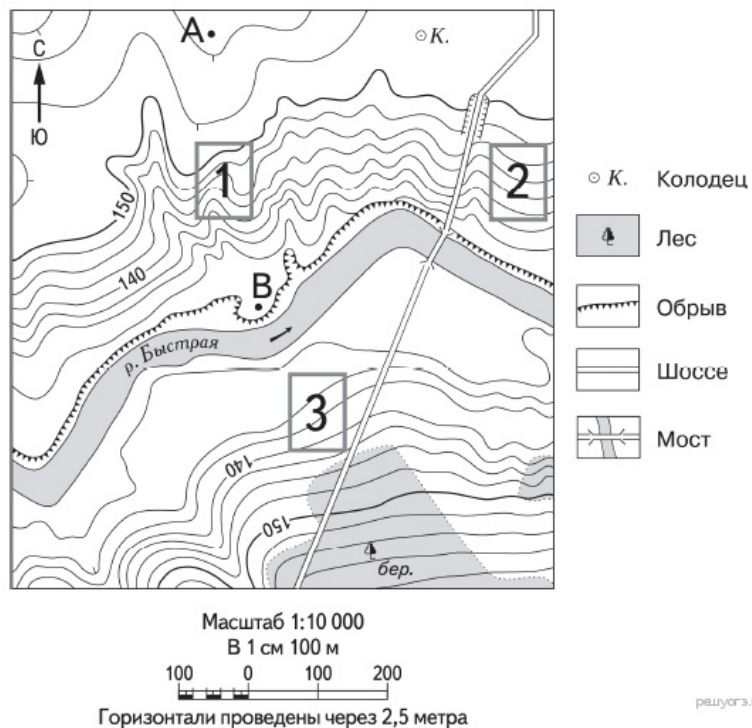 А
К.
С
Ю
1
2
150
140
В
р. Быстрая
3
140
150
бер.
К. Колодец
Лес
Обрыв
Шоссе
Мост
Масштаб 1:10 000
В 1 см 100 м
100 0 100 200
Горизонтали проведены через 2,5 метра